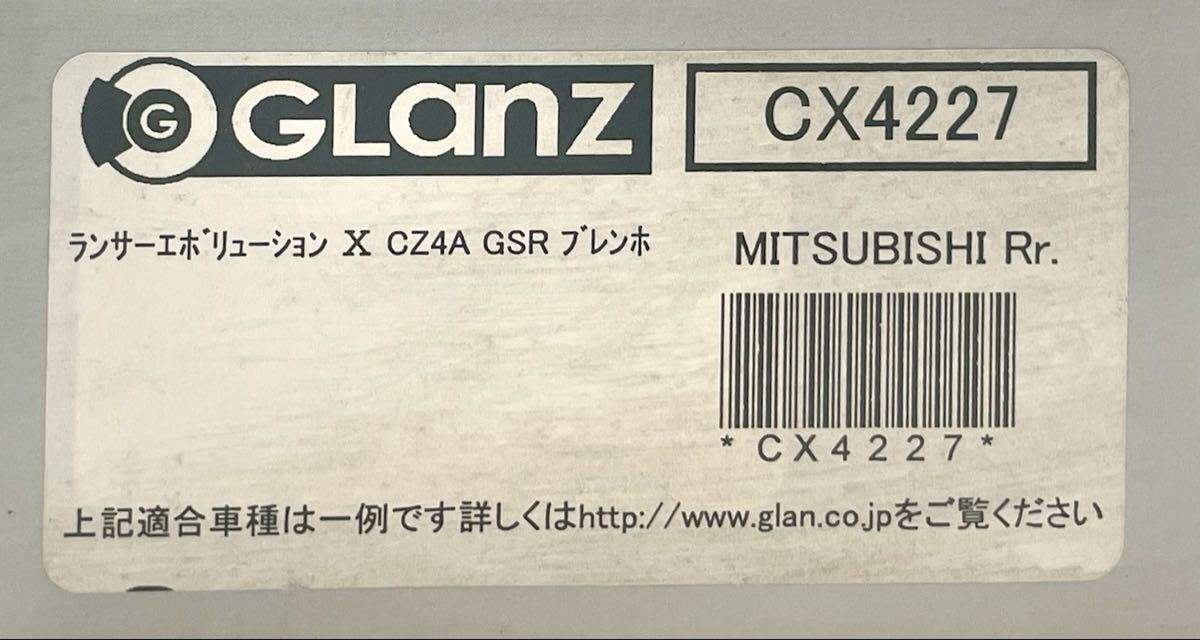 G GLanz
CX4227
ランサーエボリューション X CZ4A GSR ブレンホ
MITSUBISHI Rr.
*CX4227*
上記適合車種は一例です詳しくはhttp://www.glan.co.jpをご覧ください